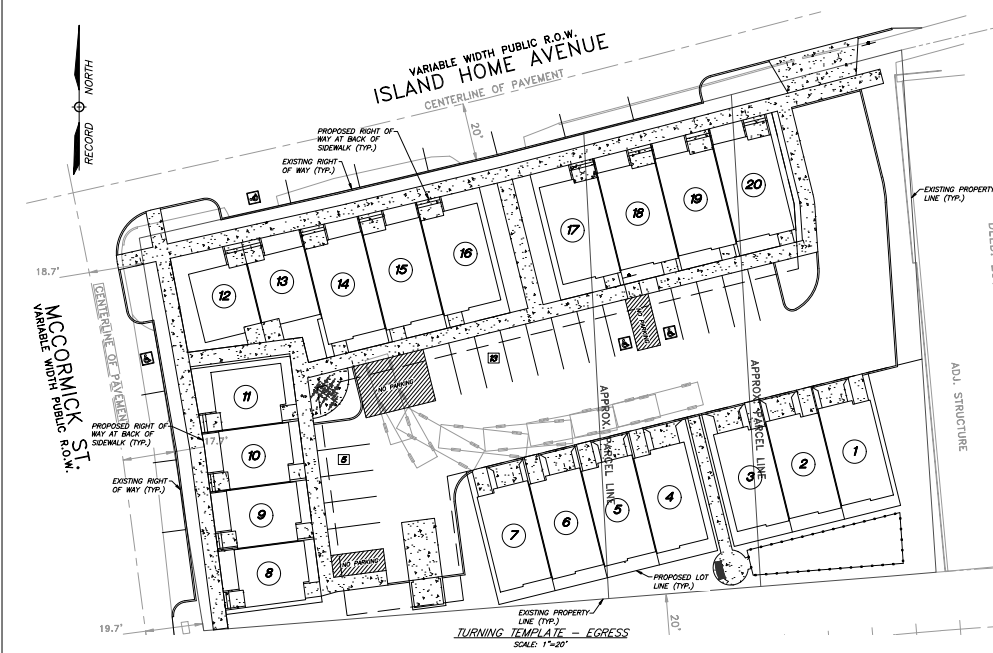 VARIABLE WIDTH PUBLIC R.O.W.
ISLAND HOME AVENUE
CENTERLINE OF PAVEMENT
20'
RECORD NORTH
PROPOSED RIGHT OF
WAY AT BACK OF
SIDEWALK (TYP.)
EXISTING RIGHT
OF WAY (TYP.)
EXISTING PROPERTY
LINE (TYP.)
20
19
18
17
16
15
14
13
12
18.7'
MCCORMICK ST.
VARIABLE WIDTH PUBLIC R.O.W.
CENTERLINE OF PAVEMENT
NO PARKING
13
NO PARKING
APPROX. PARCEL LINE
APPROX. PARCEL LINE
ADJ. STRUCTURE
11
10
9
8
PROPOSED RIGHT OF
WAY AT BACK OF
SIDEWALK (TYP.)
17.7'
EXISTING RIGHT
OF WAY (TYP.)
5
1
2
3
4
5
6
7
NO PARKING
PROPOSED LOT
LINE (TYP.)
EXISTING PROPERTY
LINE (TYP.)
20'
19.7'
TURNING TEMPLATE - EGRESS
SCALE: 1"=20'